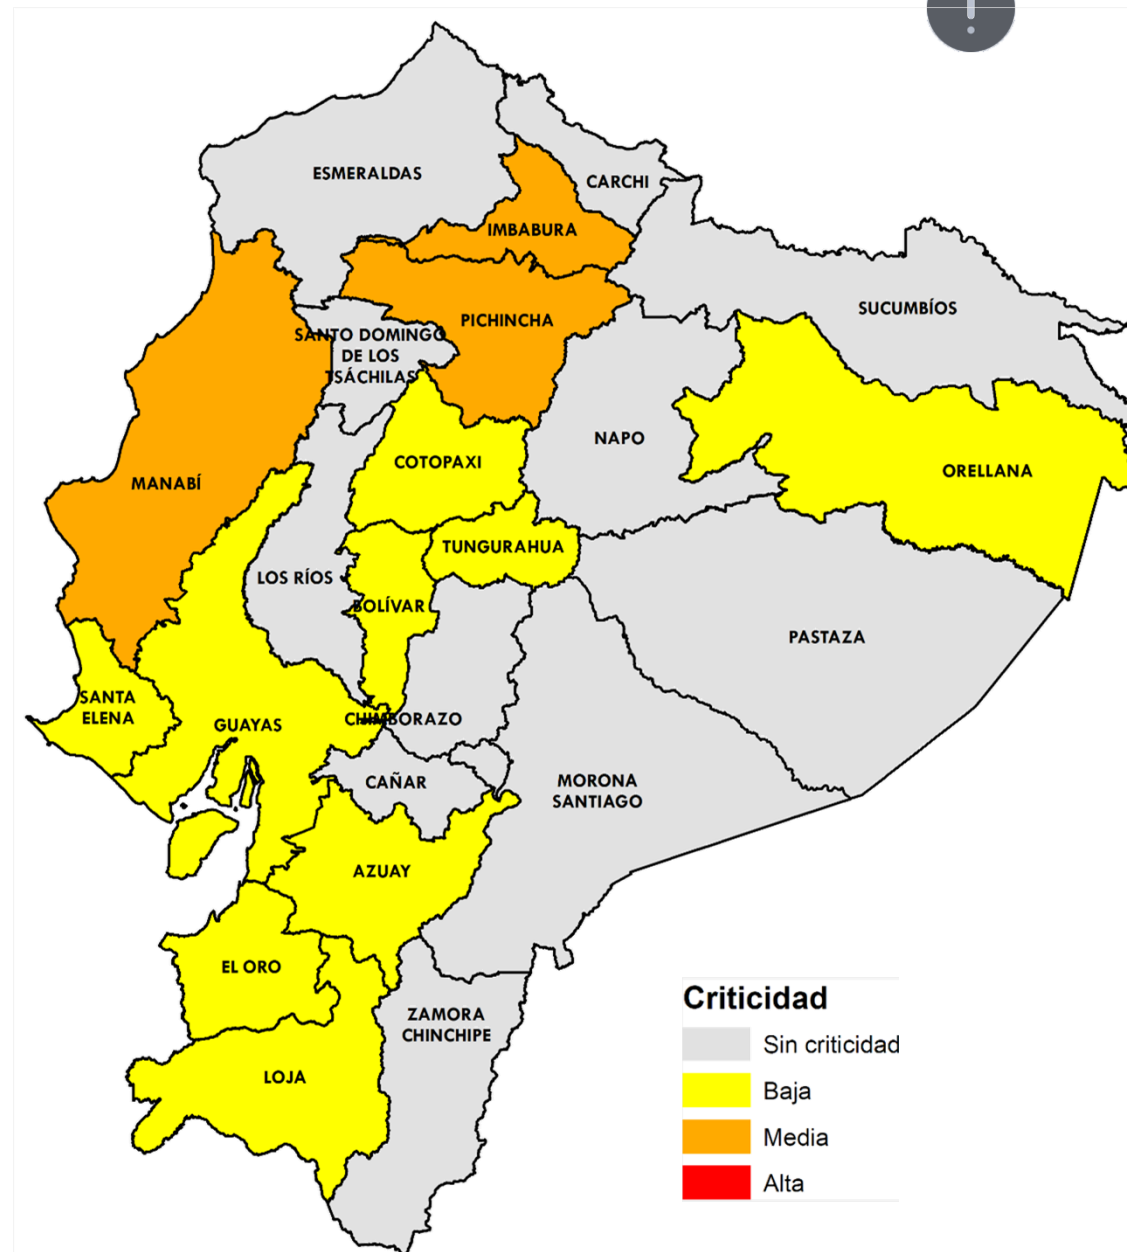 ESMERALDAS
CARCHI
IMBABURA
SUCUMBÍOS
PICHINCHA
SANTO DOMINGO
DE LOS
TSÁCHILAS
NAPO
COTOPAXI
ORELLANA
MANABÍ
TUNGURAHUA
LOS RÍOS
BOLÍVAR
PASTAZA
SANTA
ELENA
GUAYAS
CHIMBORAZO
CAÑAR
MORONA
SANTIAGO
AZUAY
EL ORO
ZAMORA
CHINCHIPE
LOJA
Criticidad
Sin criticidad
Baja
Media
Alta